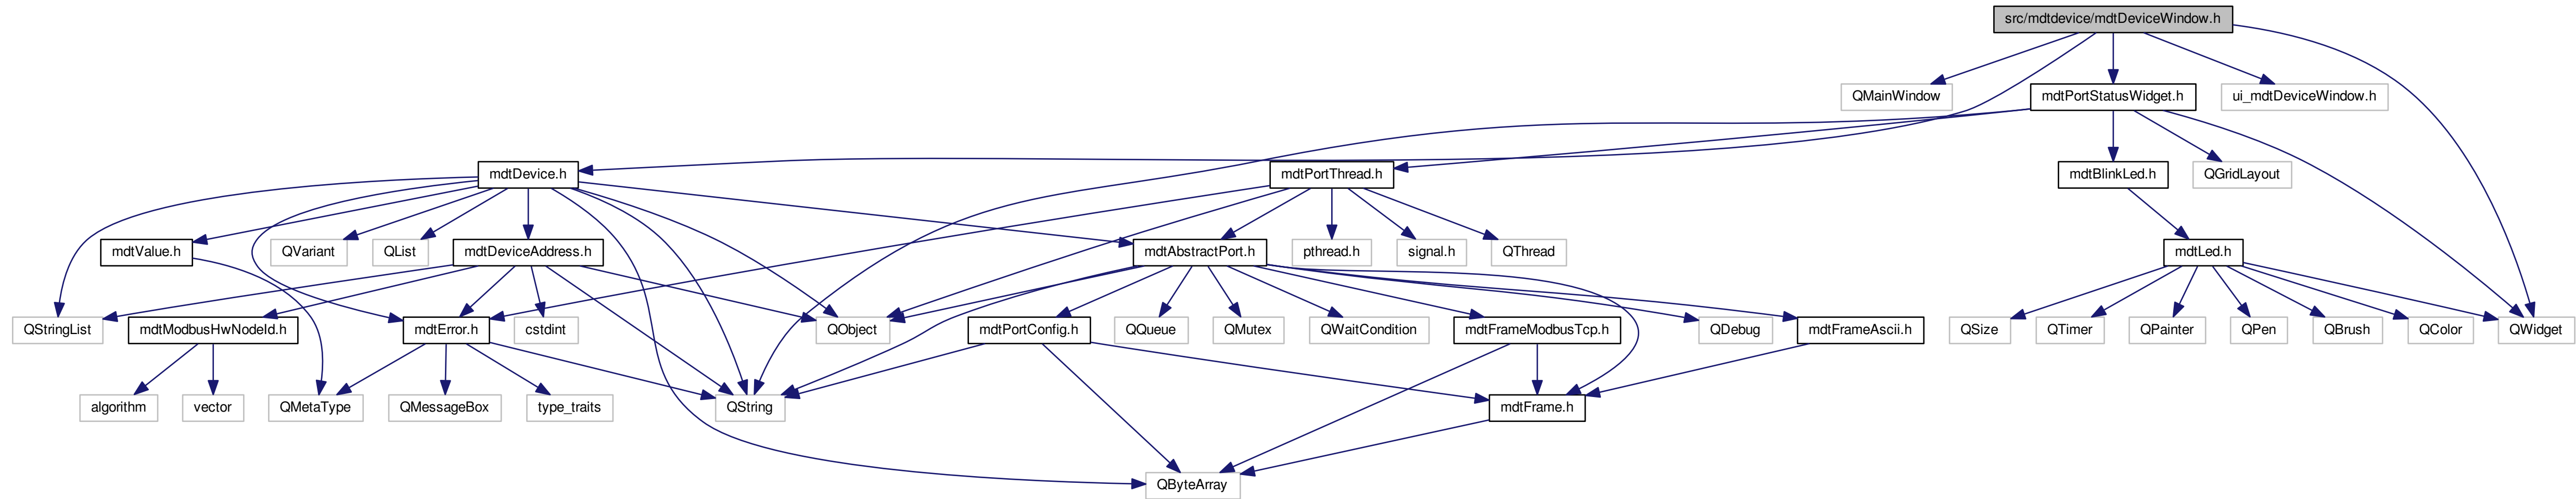 src/mdtdevice/mdtDeviceWindow.h
QMainWindow
mdtPortStatusWidget.h
ui_mdtDeviceWindow.h
mdtDevice.h
mdtPortThread.h
mdtBlinkLed.h
QGridLayout
mdtValue.h
QVariant
QList
mdtDeviceAddress.h
mdtAbstractPort.h
pthread.h
signal.h
QThread
mdtLed.h
QStringList
mdtModbusHwNodeId.h
mdtError.h
cstdint
QObject
mdtPortConfig.h
QQueue
QMutex
QWaitCondition
mdtFrameModbusTcp.h
QDebug
mdtFrameAscii.h
QSize
QTimer
QPainter
QPen
QBrush
QColor
QWidget
algorithm
vector
QMetaType
QMessageBox
type_traits
QString
mdtFrame.h
QByteArray